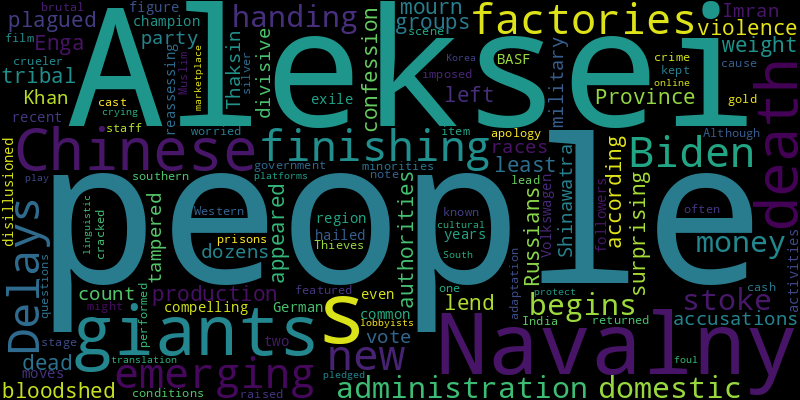 brutal
figure
plagued
champion
film
Enga
party
crueler
tribal
Khan
recent
cast
crying
staff
Aleksei
reassessing
Muslim
marketplace
Thaksin
silver
handing
divisive
exile
confession
mourn
groups
scene
Korea
imposed
left
factories
BASF
military
Imran
violence
weight
crime
kept
online
Province
cause
gold
death
Chinese
worried
finishing
item
apology
races
least
Biden
Although
disillusioned
play
southern
government
platforms
minorities
note
lead
Shinawatra
Volkswagen
followers
according
surprising
known
often
people
linguistic
cracked
Western
prisons
region
hailed
Thieves
dozens
tampered
appeared
authorities
cultural
years
South
Russians
money
activities
Delays
questions
count
might
production
performed
compelling
featured
German
s
even
common
lobbyists
vote
one
lend
adaptation
India
begins
protect
returned
stoke
cash
accusations
stage
giants
two
new
Navalny
foul
dead
moves
translation
emerging
pledged
bloodshed
conditions
raised
administration
domestic